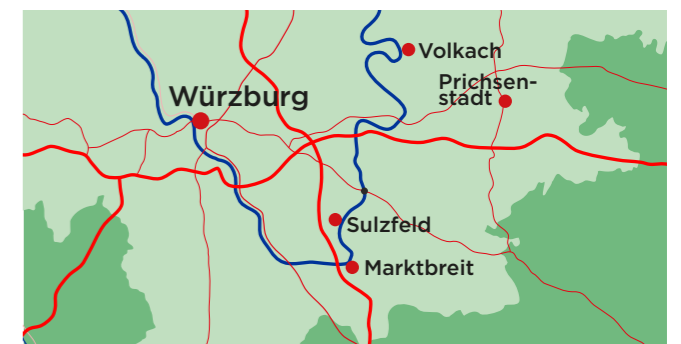 Volkach
Prichsen-
stadt
Würzburg
Sulzfeld
Marktbreit